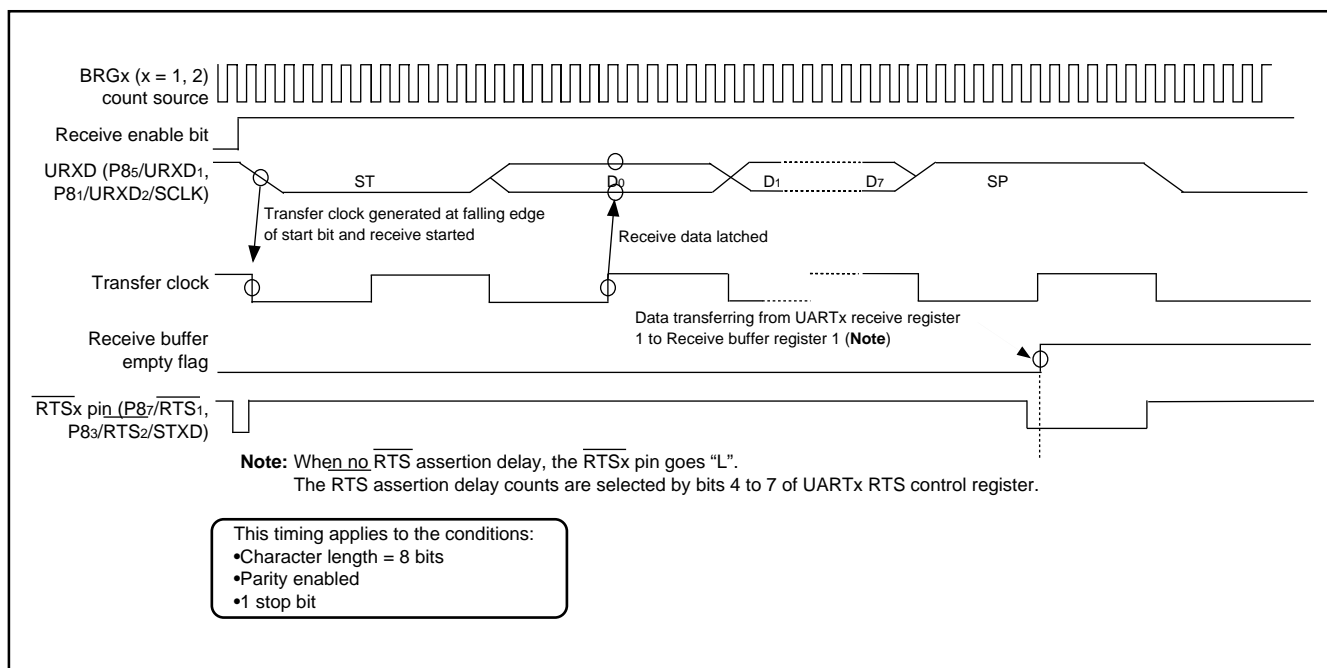 BRGx (x = 1, 2)
count source
Receive enable bit
URXD (P85/URXD1,
P81/URXD2/SCLK)
ST
D0
D1
D7
SP
Transfer clock generated at falling edge
of start bit and receive started
Receive data latched
Transfer clock
Data transferring from UARTx receive register
1 to Receive buffer register 1 (Note)
Receive buffer
empty flag
RTSx pin (P87/RTS1,
P83/RTS2/STXD)
Note: When no RTS assertion delay, the RTSx pin goes “L”.
The RTS assertion delay counts are selected by bits 4 to 7 of UARTx RTS control register.
This timing applies to the conditions:
•Character length = 8 bits
•Parity enabled
•1 stop bit